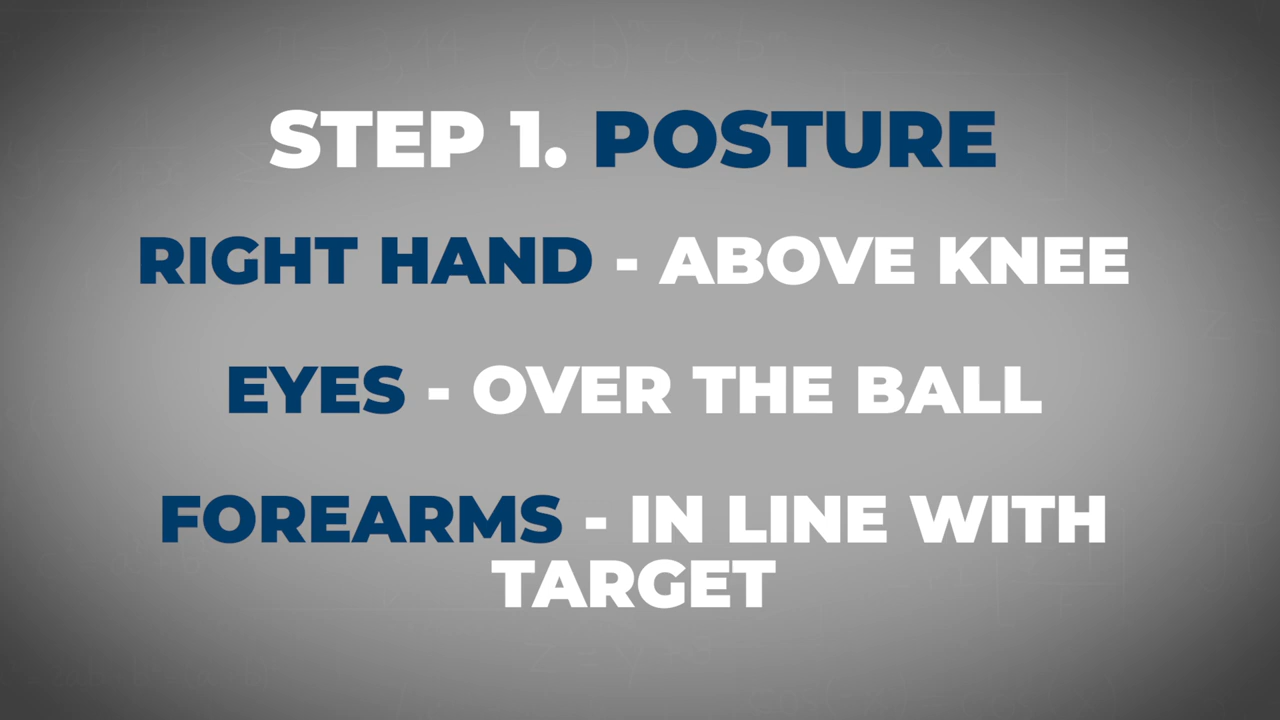 STEP 1. POSTURE
RIGHT HAND - ABOVE KNEE
EYES - OVER THE BALL
FOREARMS - IN LINE WITH
TARGET